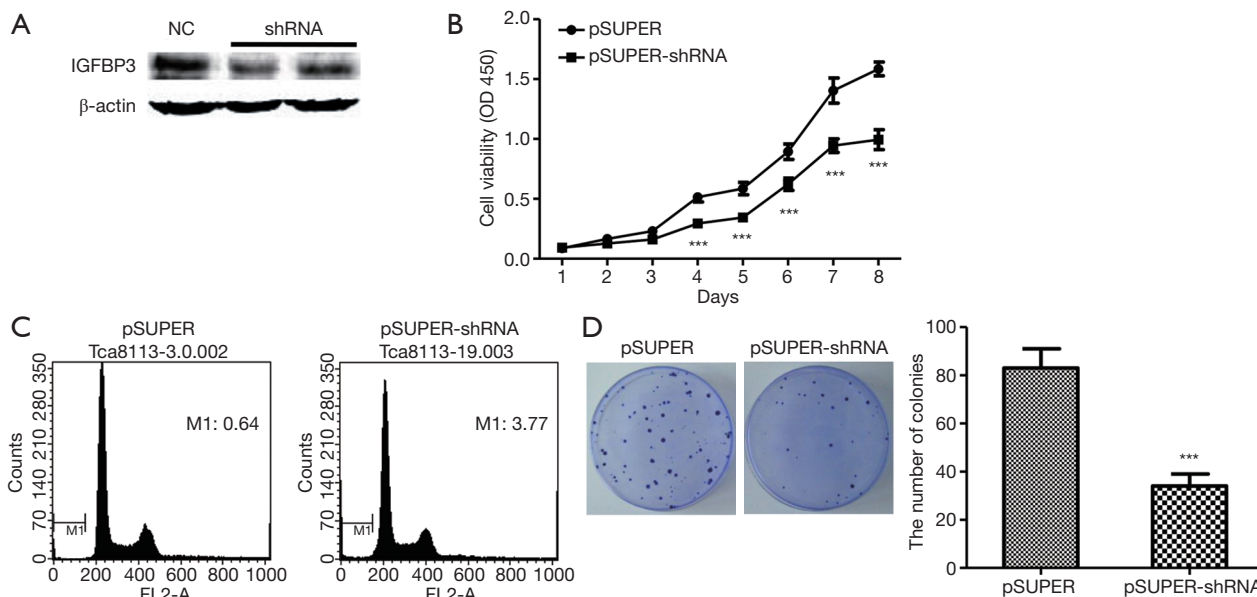 A
NC shRNA
IGFBP3
β-actin
B
2.0
1.5
1.0
0.5
0.0
Cell viability (OD 450)
pSUPER
pSUPER-shRNA
***
***
***
***
***
1 2 3 4 5 6 7 8
Days
C
pSUPER
Tca8113-3.0.002
M1: 0.64
M1
Counts
350
280
210
140
70
0
0 200 400 600 800 1000
FL2-A
pSUPER-shRNA
Tca8113-19.003
M1: 3.77
M1
Counts
350
280
210
140
70
0
0 200 400 600 800 1000
FL2-A
D
pSUPER pSUPER-shRNA
The number of colonies
100
80
60
40
20
0
***
pSUPER pSUPER-shRNA